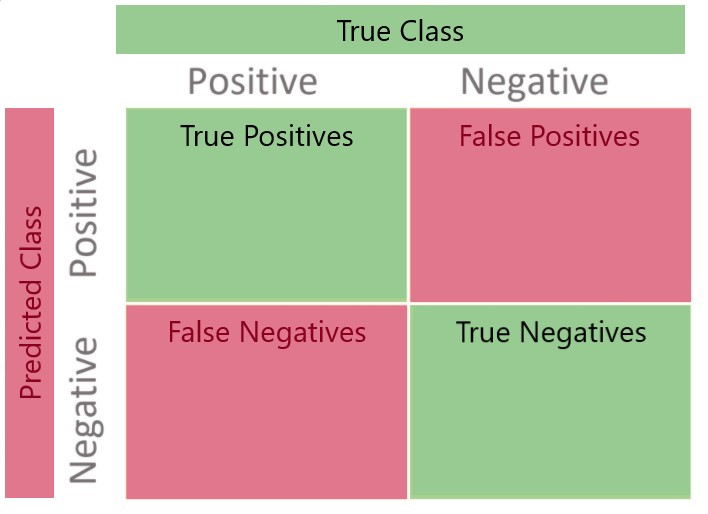 True Class
Positive
Negative
Predicted Class
Positive
True Positives
False Positives
Negative
False Negatives
True Negatives